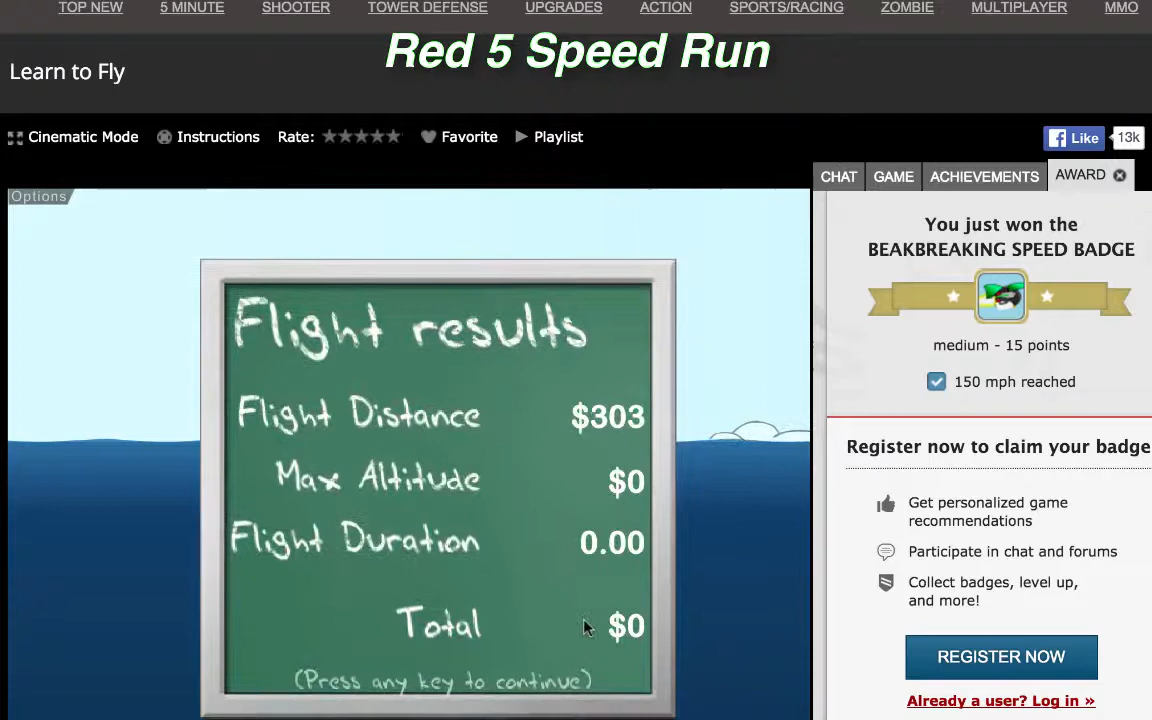 TOP NEW 5 MINUTE SHOOTER TOWER DEFENSE UPGRADES ACTION SPORTS/RACING ZOMBIE MULTIPLAYER MMO
Red 5 Speed Run
Learn to Fly
Cinematic Mode Instructions Rate: Favorite Playlist
Like 13k
CHAT GAME ACHIEVEMENTS AWARD
Options
You just won the
BEAKBREAKING SPEED BADGE
medium - 15 points
150 mph reached
Flight results
Flight Distance $303
Max Altitude $0
Flight Duration 0.00
Total $0
(Press any key to continue)
Register now to claim your badge
Get personalized game
recommendations
Participate in chat and forums
Collect badges, level up,
and more!
REGISTER NOW
Already a user? Log in »